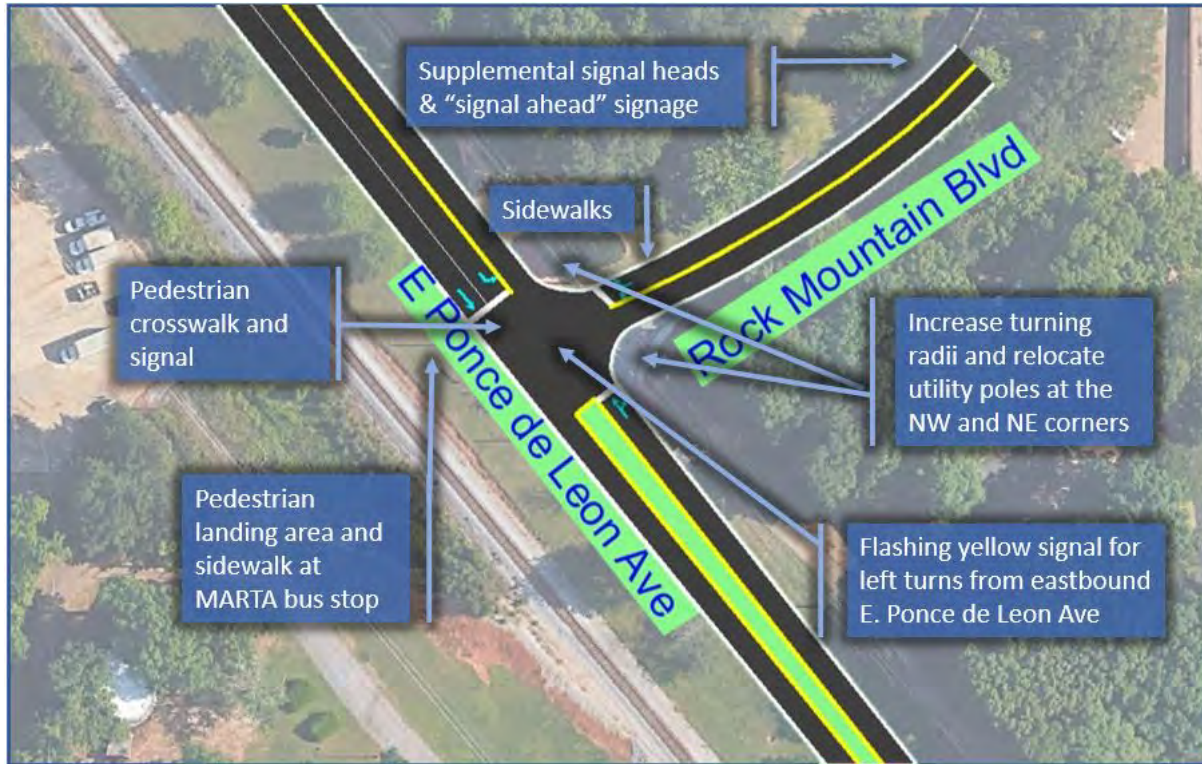 Supplemental signal heads
& “signal ahead” signage
Sidewalks
Pedestrian
crosswalk and
signal
E Ponce de Leon Ave
Rock Mountain Blvd
Increase turning
radii and relocate
utility poles at the
NW and NE corners
Pedestrian
landing area and
sidewalk at
MARTA bus stop
Flashing yellow signal for
left turns from eastbound
E. Ponce de Leon Ave